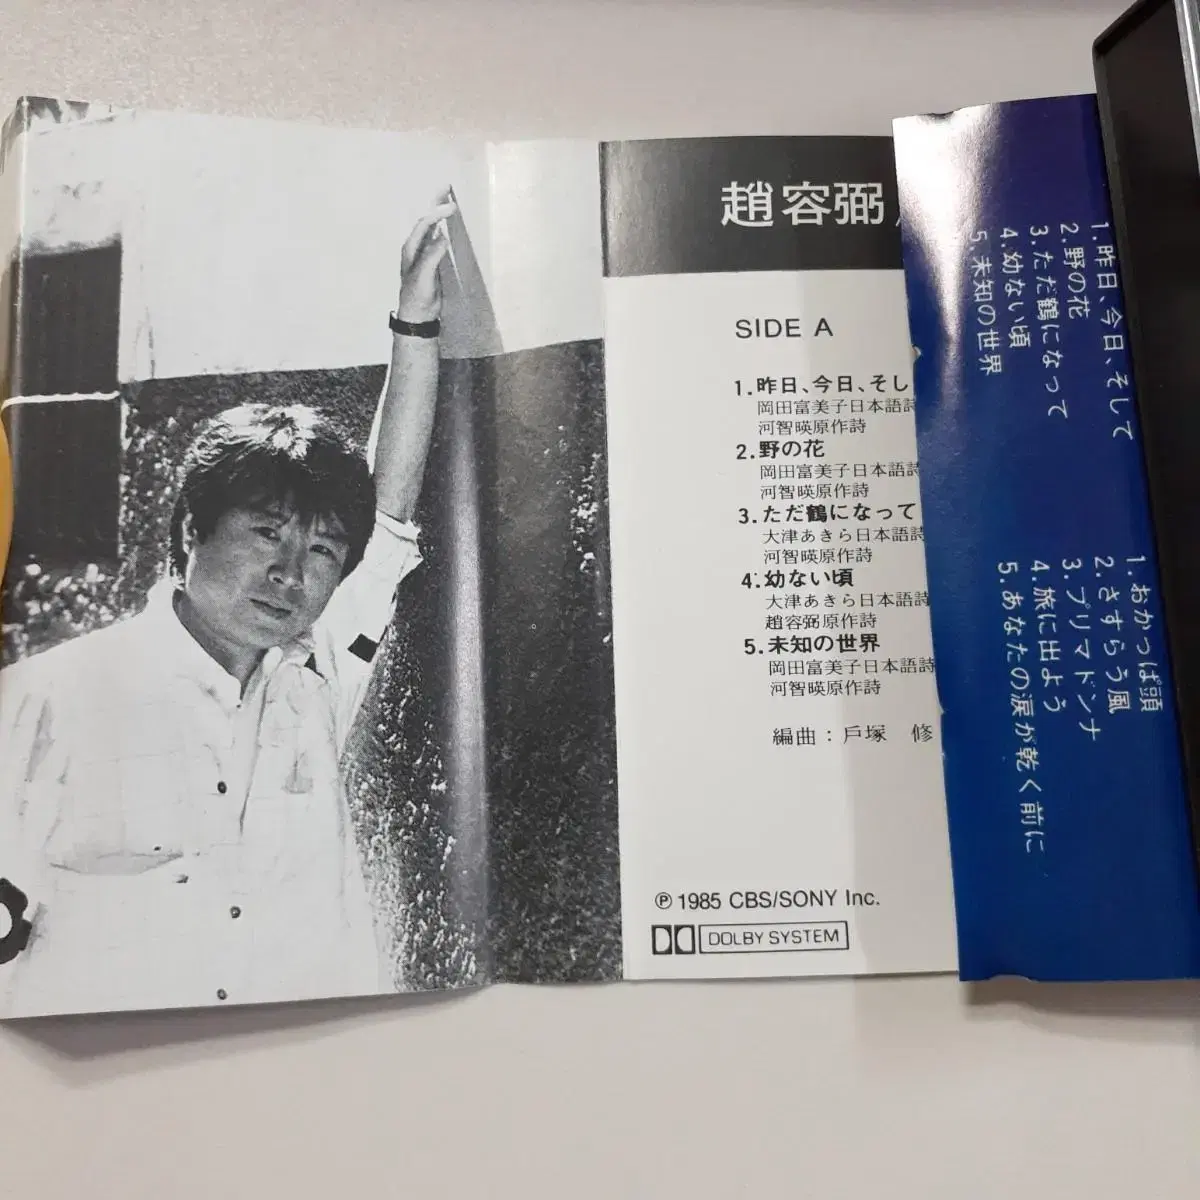 趙容弼
SIDE A
1.昨日、今日、そし
岡田富美子日本語詩
河智暎原作詩
2.野の花
岡田富美子日本語詩
河智暎原作詩
3.ただ鶴になって
大津あきら日本語詩
河智暎原作詩
4.幼ない頃
大津あきら日本語詩
趙容弼原作詩
5.未知の世界
岡田富美子日本語詩
河智暎原作詩
編曲：戶塚 修
Ⓟ 1985 CBS/SONY Inc.
DOLBY SYSTEM
1.昨日、今日、そして
2.野の花
3.ただ鶴になって
4.幼ない頃
5.未知の世界
1.おかっぱ頭
2.さすらう風
3.プリマドンナ
4.旅に出よう
5.あなたの涙が乾く前に